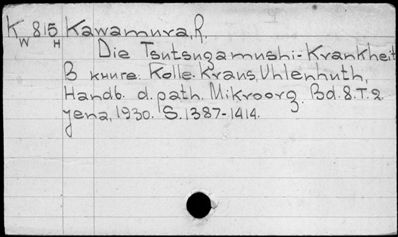 K 815 Kawamura, R.
W H
Die Tsutsugamushi-Krankheit
В книге: Kolle. Kraus, Uhlenhuth,
Handb. d. path. Mikroorg. Bd. 8. T. 2.
Jena, 1930. S. 1387-1414.